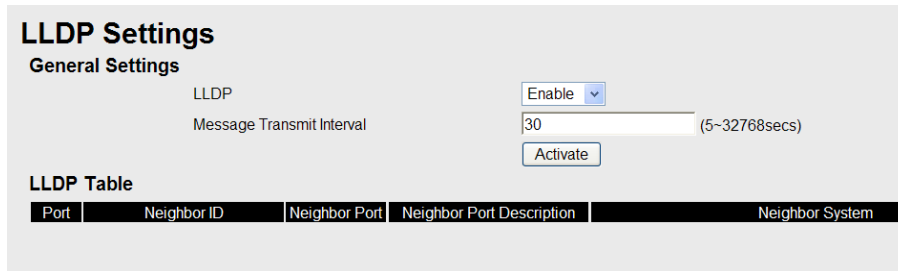 LLDP Settings
General Settings
LLDP Enable
Message Transmit Interval 30 (5~32768secs)
Activate
LLDP Table
Port Neighbor ID Neighbor Port Neighbor Port Description Neighbor System